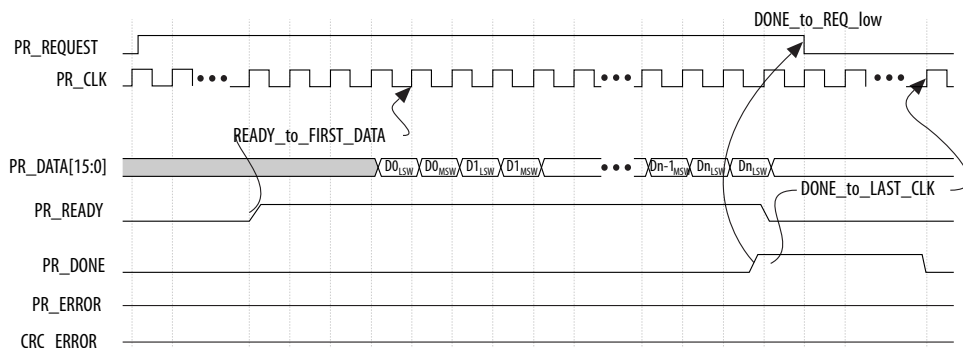 DONE_to_REQ_low
PR_REQUEST
PR_CLK
READY_to_FIRST_DATA
PR_DATA[15:0]
D0LSW D0MSW D1LSW D1MSW Dn-1MSW DnLSW DnLSW
DONE_to_LAST_CLK
PR_READY
PR_DONE
PR_ERROR
CRC_ERROR